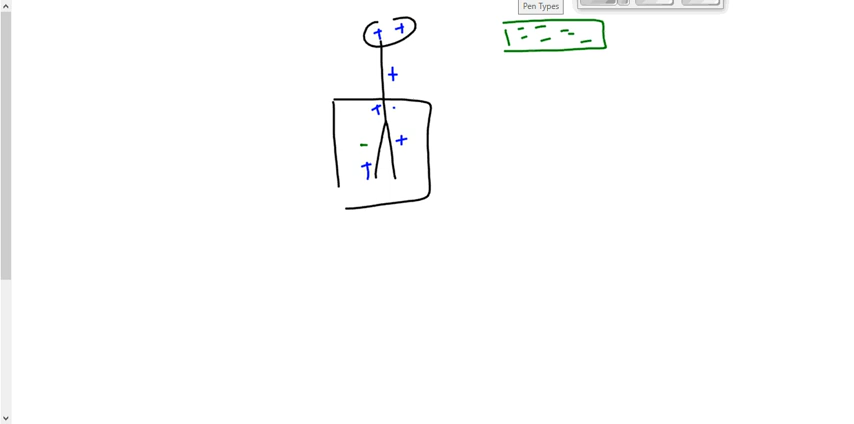 Pen Types
+ +
- - - - - -
+
+
- +
+